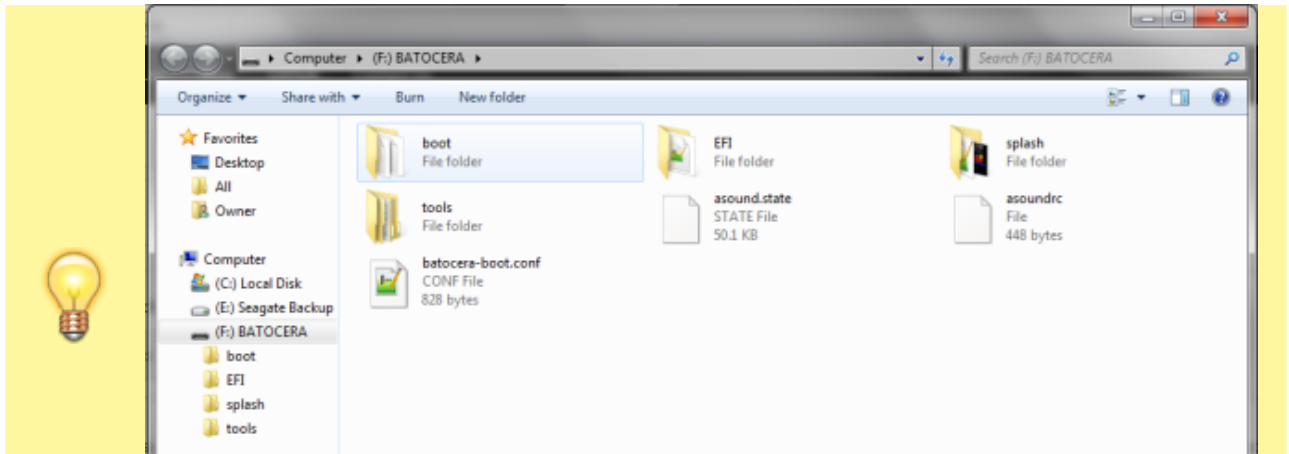 Computer ▸ (F:) BATOCERA ▸
Search (F:) BATOCERA
Organize Share with Burn New folder
Favorites
Desktop
All
Owner
Computer
(C:) Local Disk
(E:) Seagate Backup
(F:) BATOCERA
boot
EFI
splash
tools
boot
File folder
EFI
File folder
splash
File folder
tools
File folder
asound.state
STATE File
50.1 KB
asoundrc
File
448 bytes
batocera-boot.conf
CONF File
828 bytes